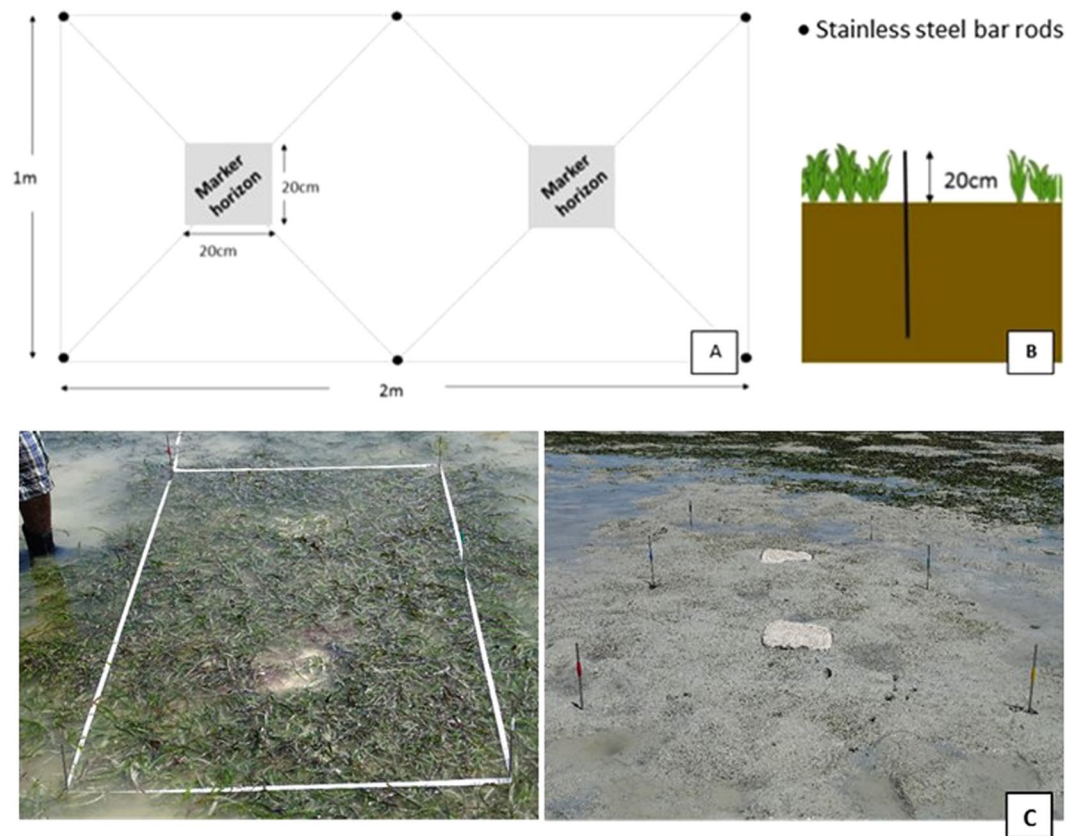 Stainless steel bar rods
1m
Marker
horizon
20cm
20cm
Marker
horizon
2m
A
20cm
B
C